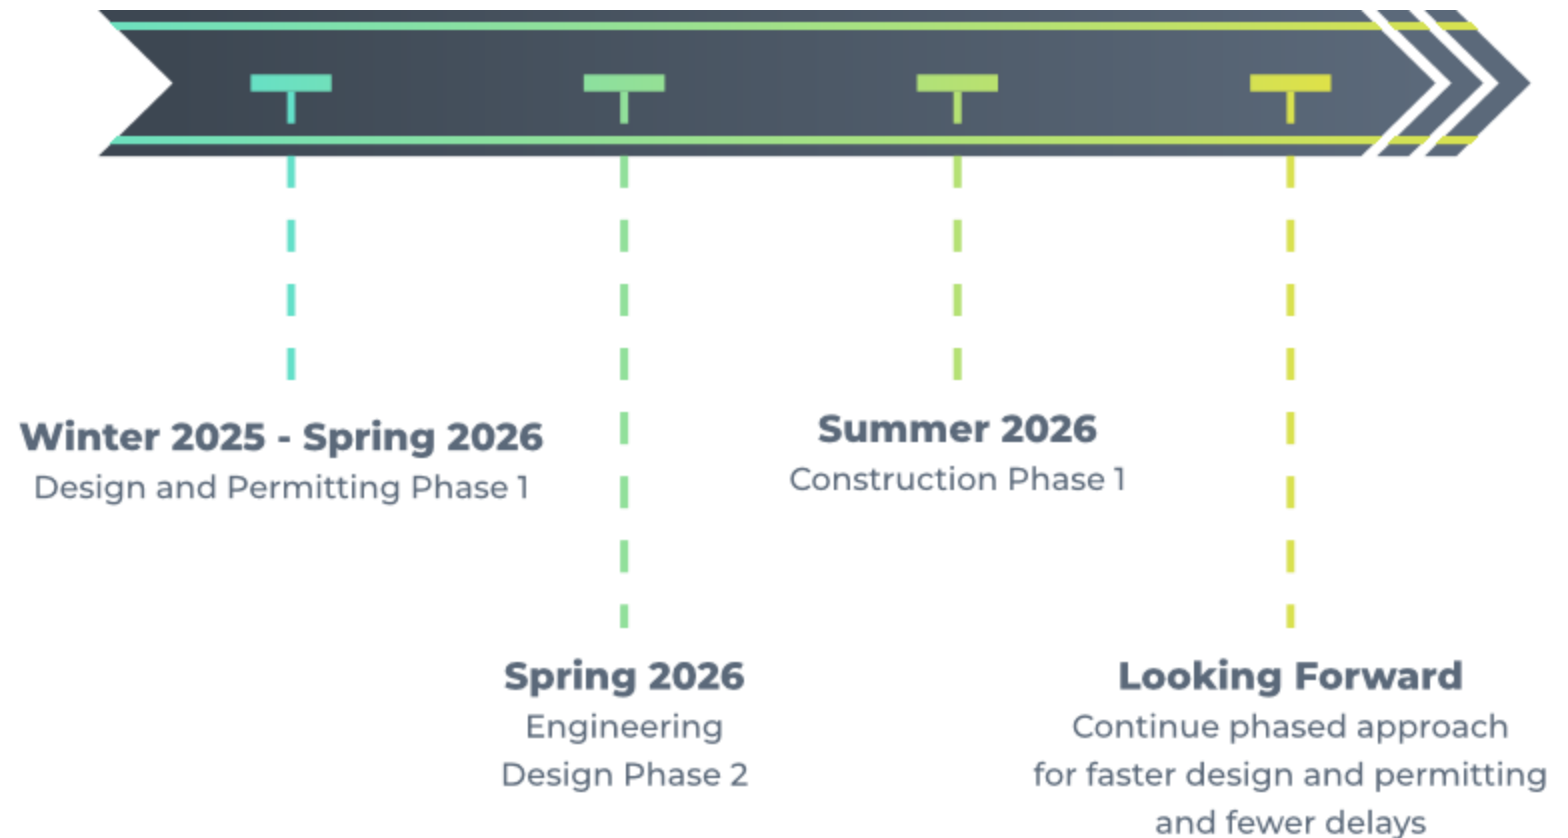 Winter 2025 - Spring 2026
Design and Permitting Phase 1
Summer 2026
Construction Phase 1
Spring 2026
Engineering
Design Phase 2
Looking Forward
Continue phased approach
for faster design and permitting
and fewer delays